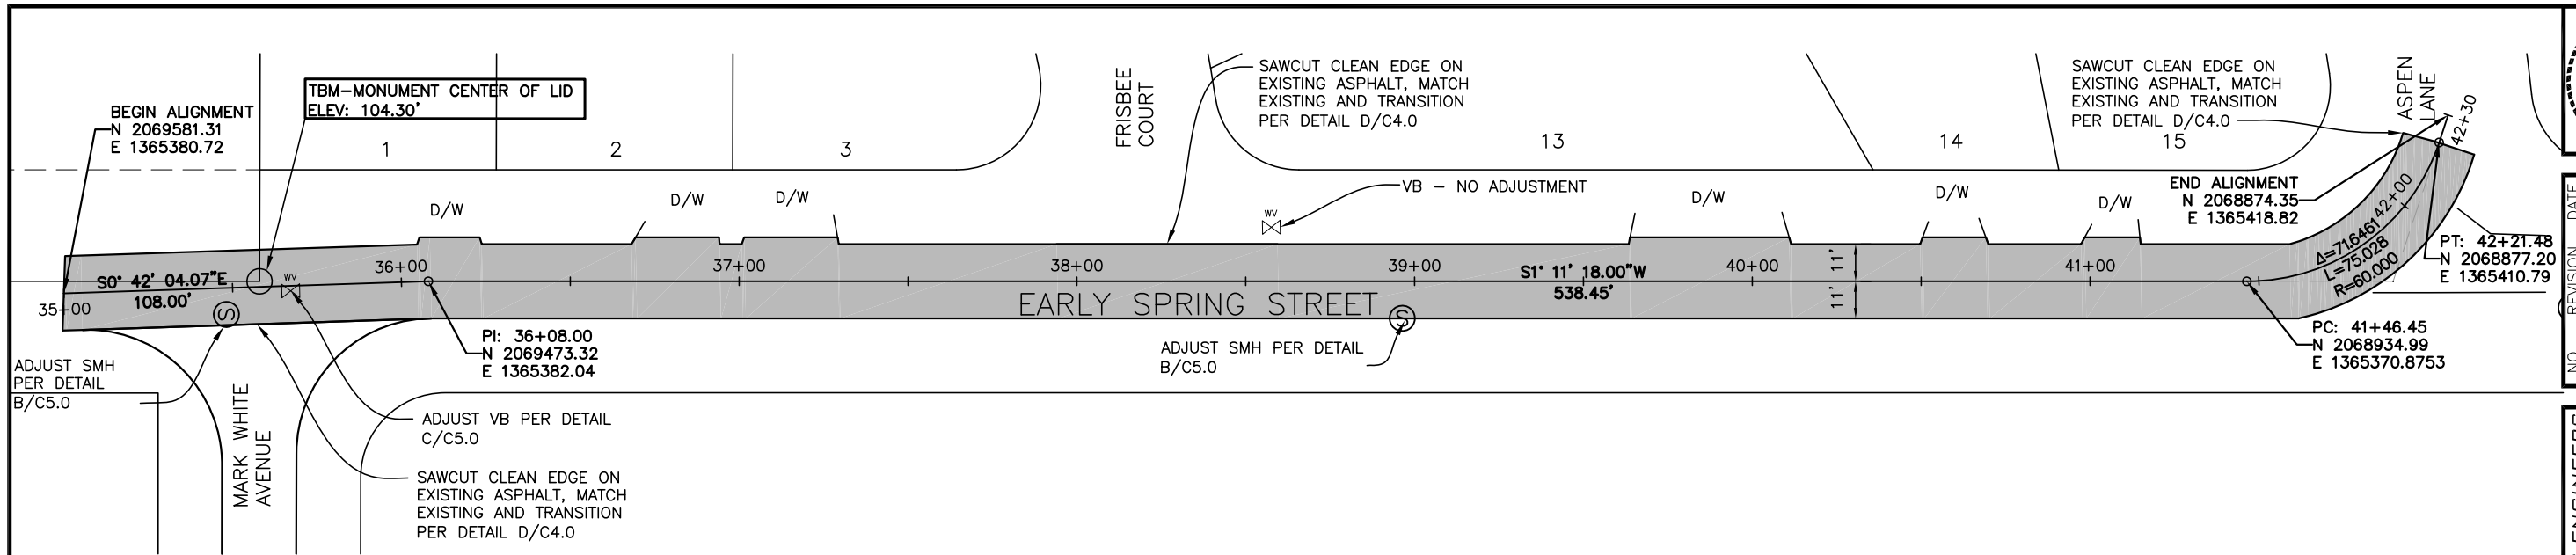 BEGIN ALIGNMENT
N 2069581.31
E 1365380.72
TBM-MONUMENT CENTER OF LID
ELEV: 104.30'
1
2
3
FRISBEE
COURT
SAWCUT CLEAN EDGE ON
EXISTING ASPHALT, MATCH
EXISTING AND TRANSITION
PER DETAIL D/C4.0
13
14
SAWCUT CLEAN EDGE ON
EXISTING ASPHALT, MATCH
EXISTING AND TRANSITION
PER DETAIL D/C4.0
15
ASPEN
LANE
42+30
D/W
D/W
D/W
WV
VB - NO ADJUSTMENT
D/W
D/W
D/W
END ALIGNMENT
N 2068874.35
E 1365418.82
42+00
Δ=71.6461
L=75.028
R=60.000
PT: 42+21.48
N 2068877.20
E 1365410.79
35+00
S0° 42' 04.07"E
108.00'
WV
36+00
37+00
38+00
39+00
S1° 11' 18.00"W
538.45'
40+00
11'
11'
41+00
EARLY SPRING STREET
S
S
PI: 36+08.00
N 2069473.32
E 1365382.04
ADJUST SMH PER DETAIL
B/C5.0
PC: 41+46.45
N 2068934.99
E 1365370.8753
ADJUST SMH
PER DETAIL
B/C5.0
MARK WHITE
AVENUE
ADJUST VB PER DETAIL
C/C5.0
SAWCUT CLEAN EDGE ON
EXISTING ASPHALT, MATCH
EXISTING AND TRANSITION
PER DETAIL D/C4.0
NO
REVISION
DATE